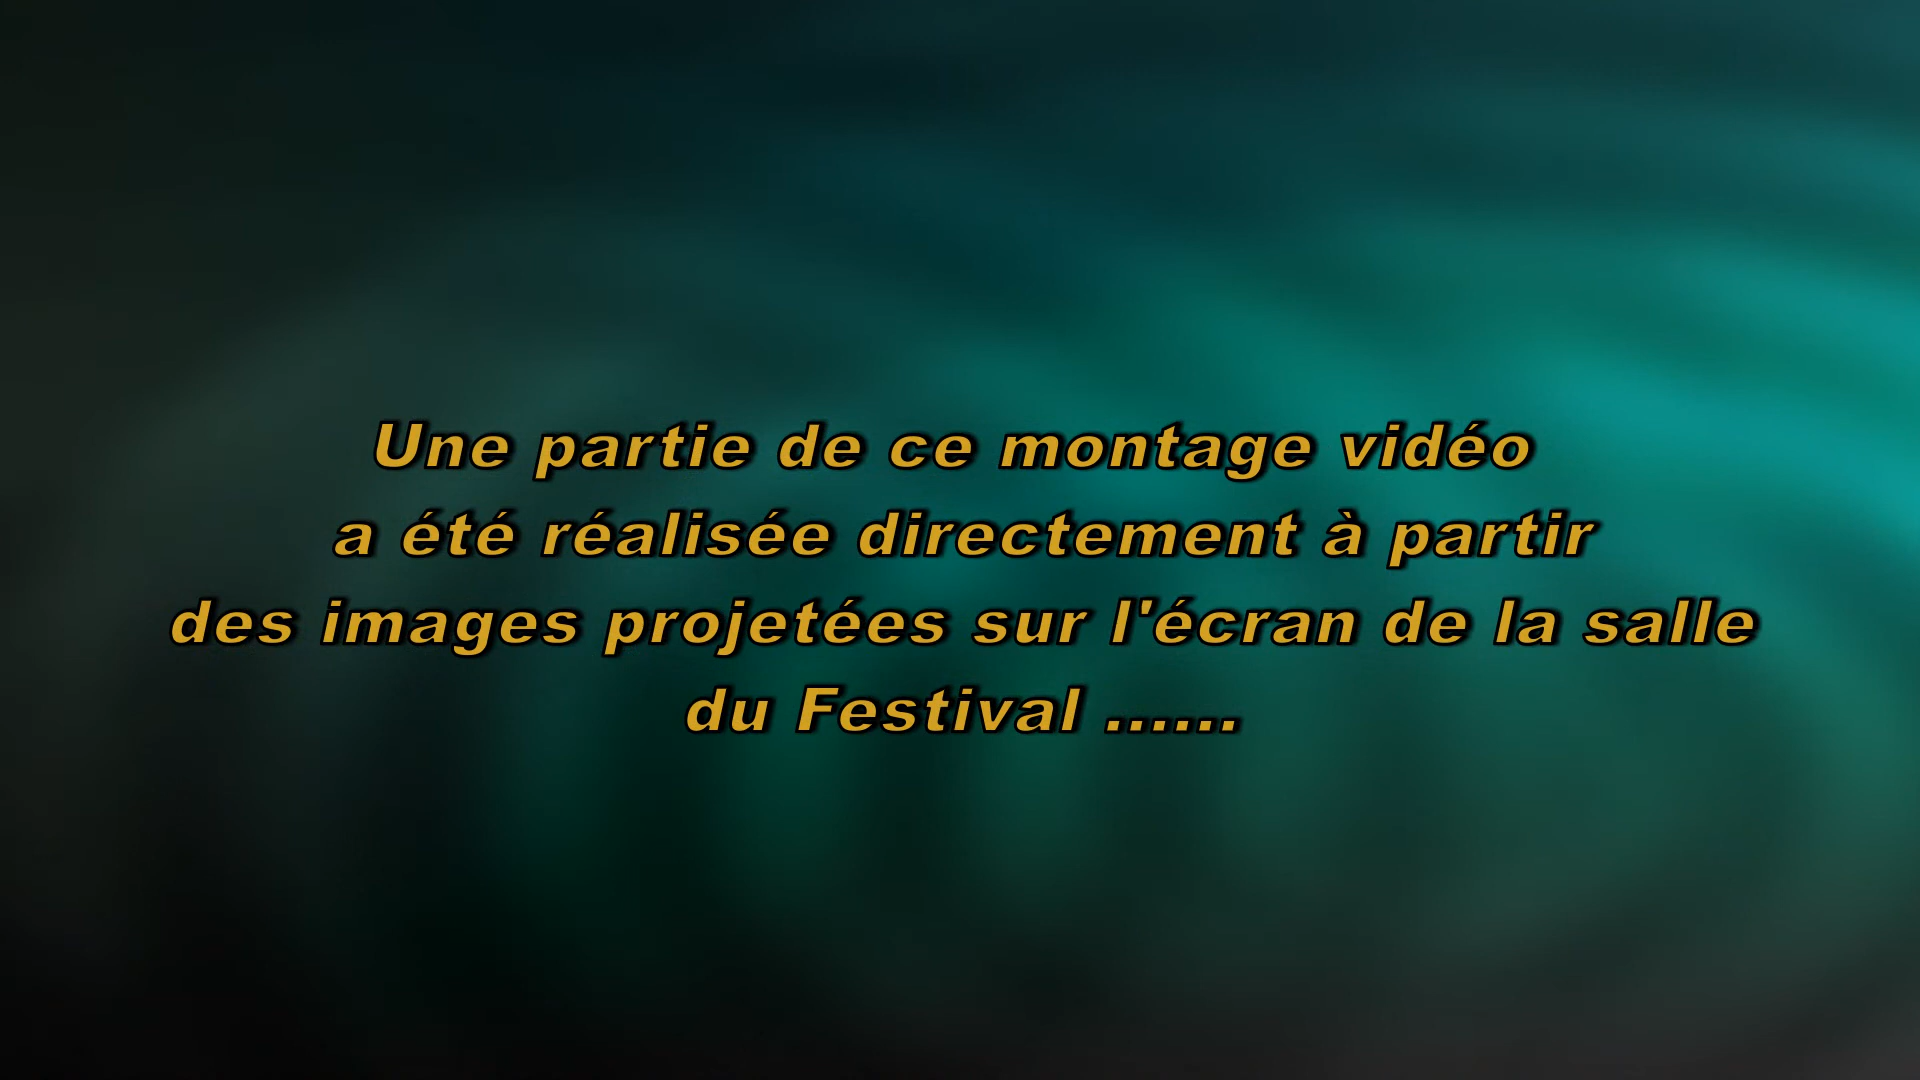 Une partie de ce montage vidéo
a été réalisée directement à partir
des images projetées sur l'écran de la salle
du Festival ......